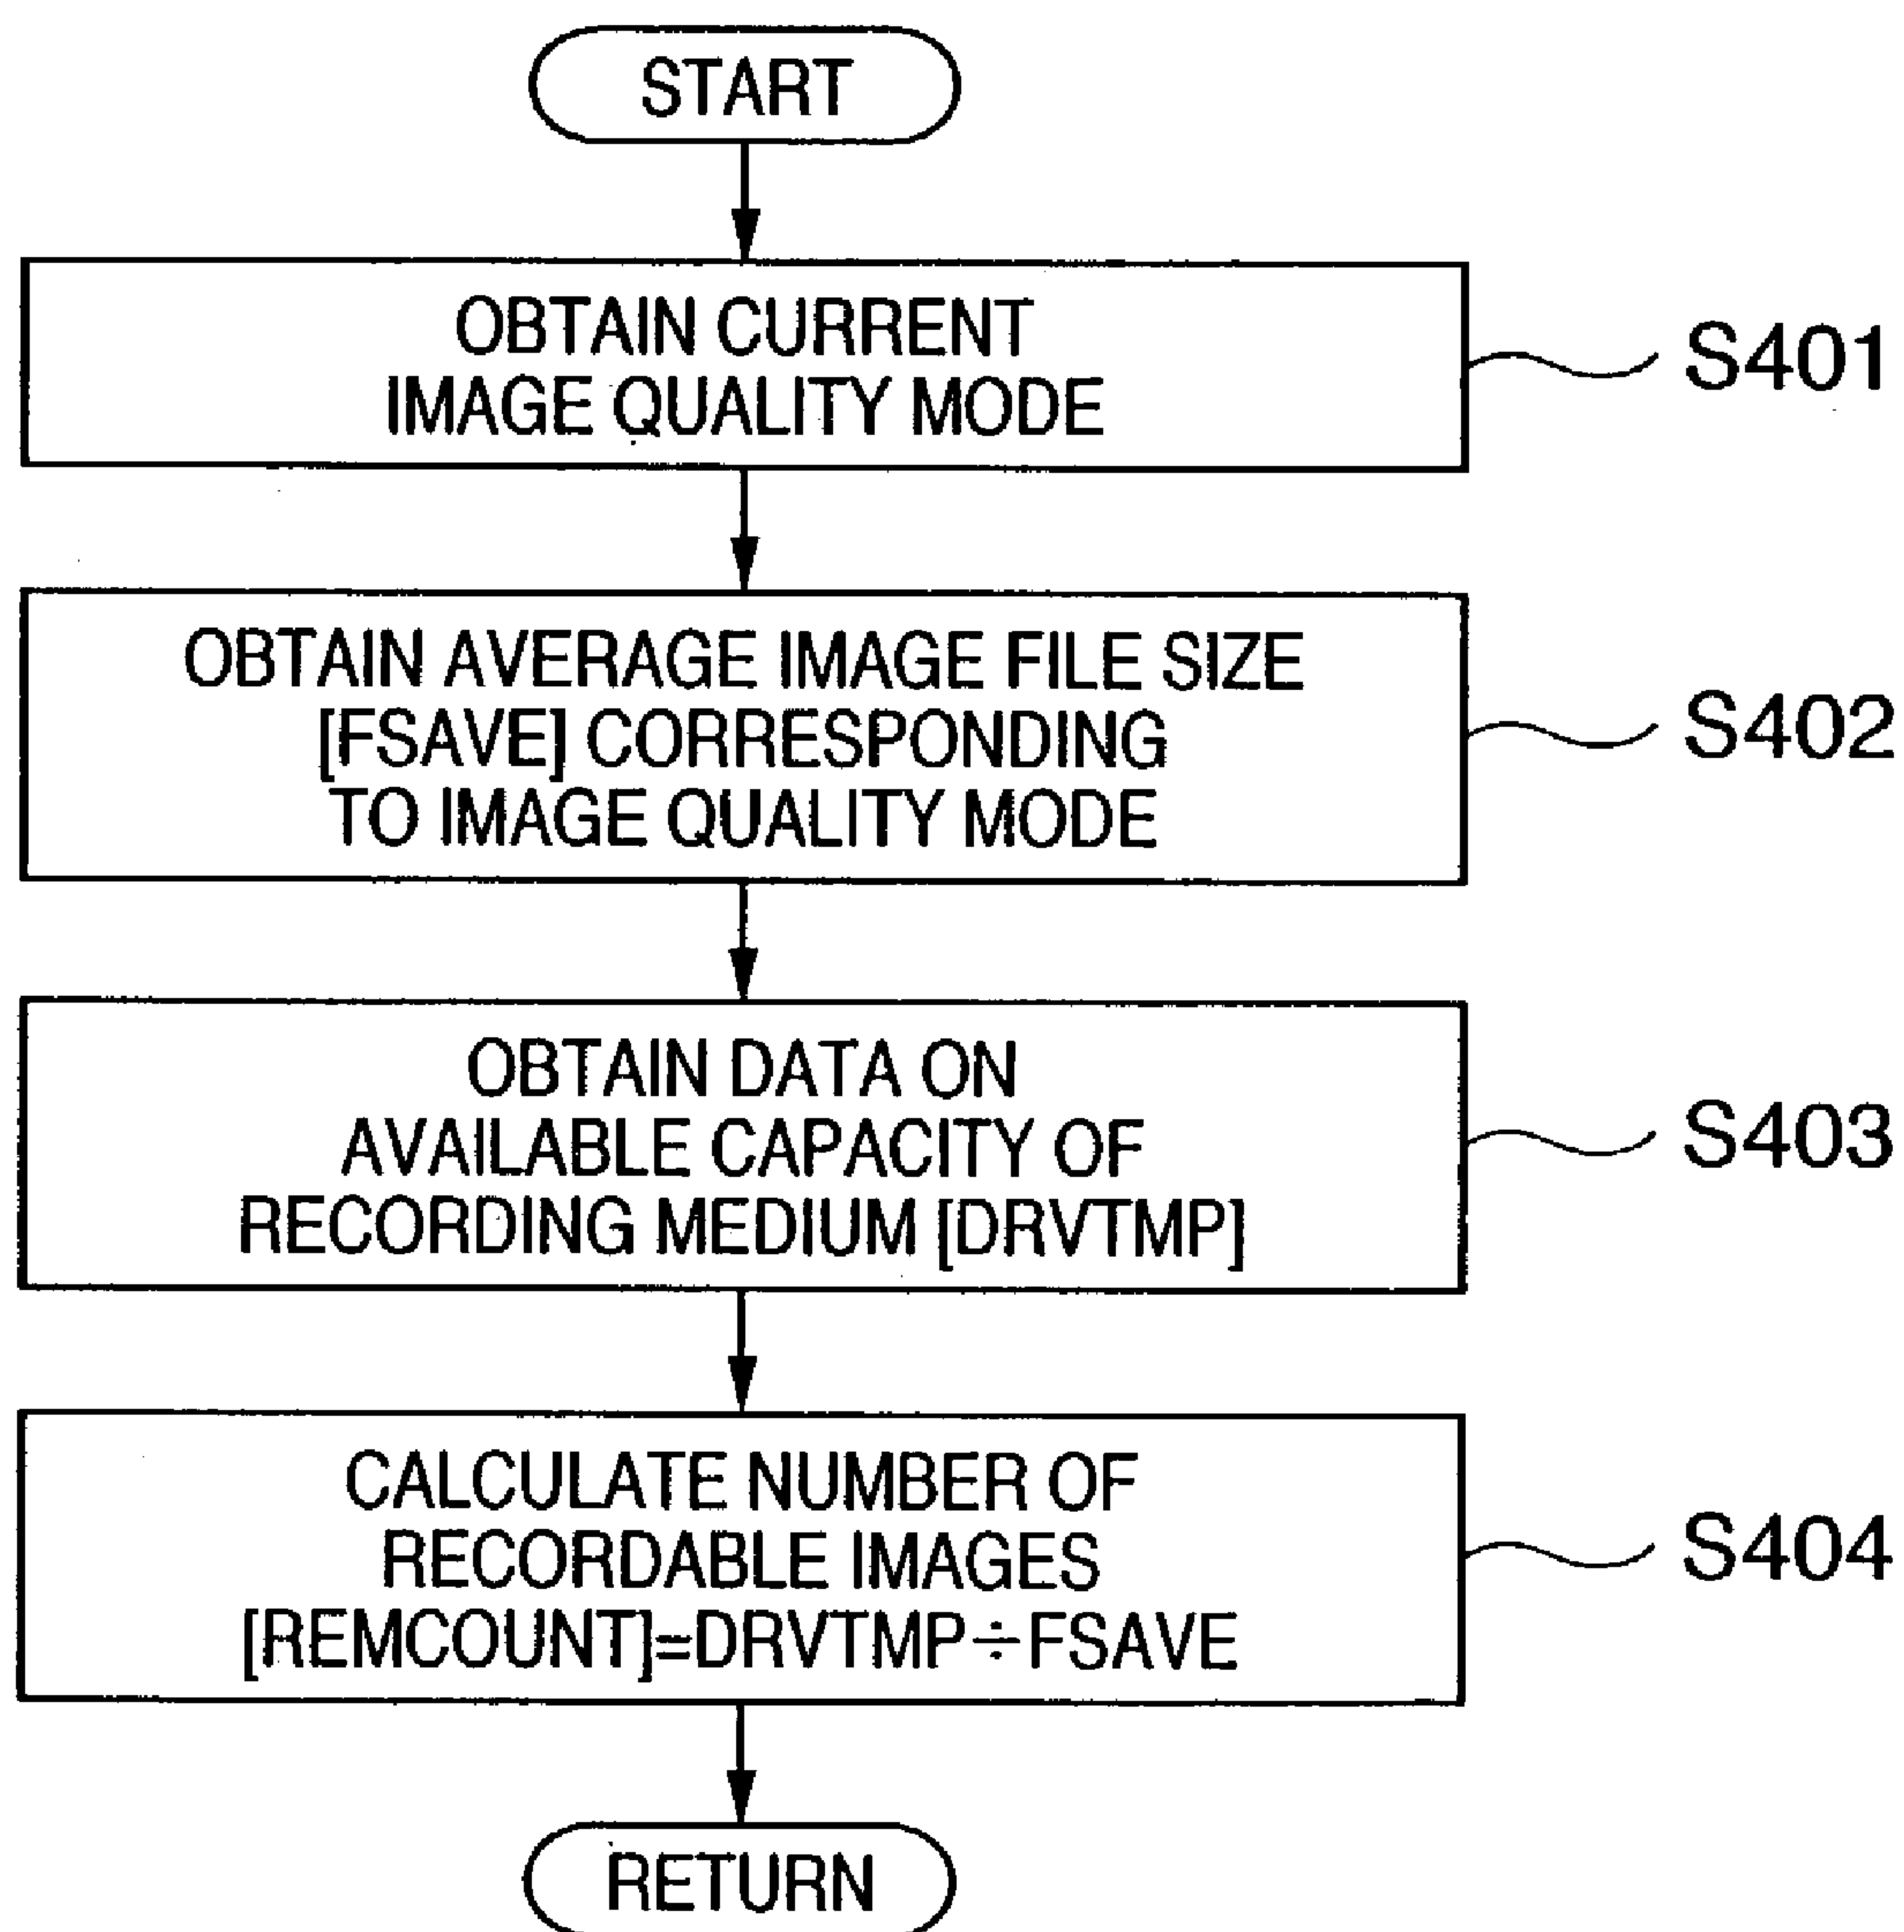 START
OBTAIN CURRENT
IMAGE QUALITY MODE
S401
OBTAIN AVERAGE IMAGE FILE SIZE
[FSAVE] CORRESPONDING
TO IMAGE QUALITY MODE
S402
OBTAIN DATA ON
AVAILABLE CAPACITY OF
RECORDING MEDIUM [DRVTMP]
S403
CALCULATE NUMBER OF
RECORDABLE IMAGES
[REMCOUNT]=DRVTMP÷FSAVE
S404
RETURN